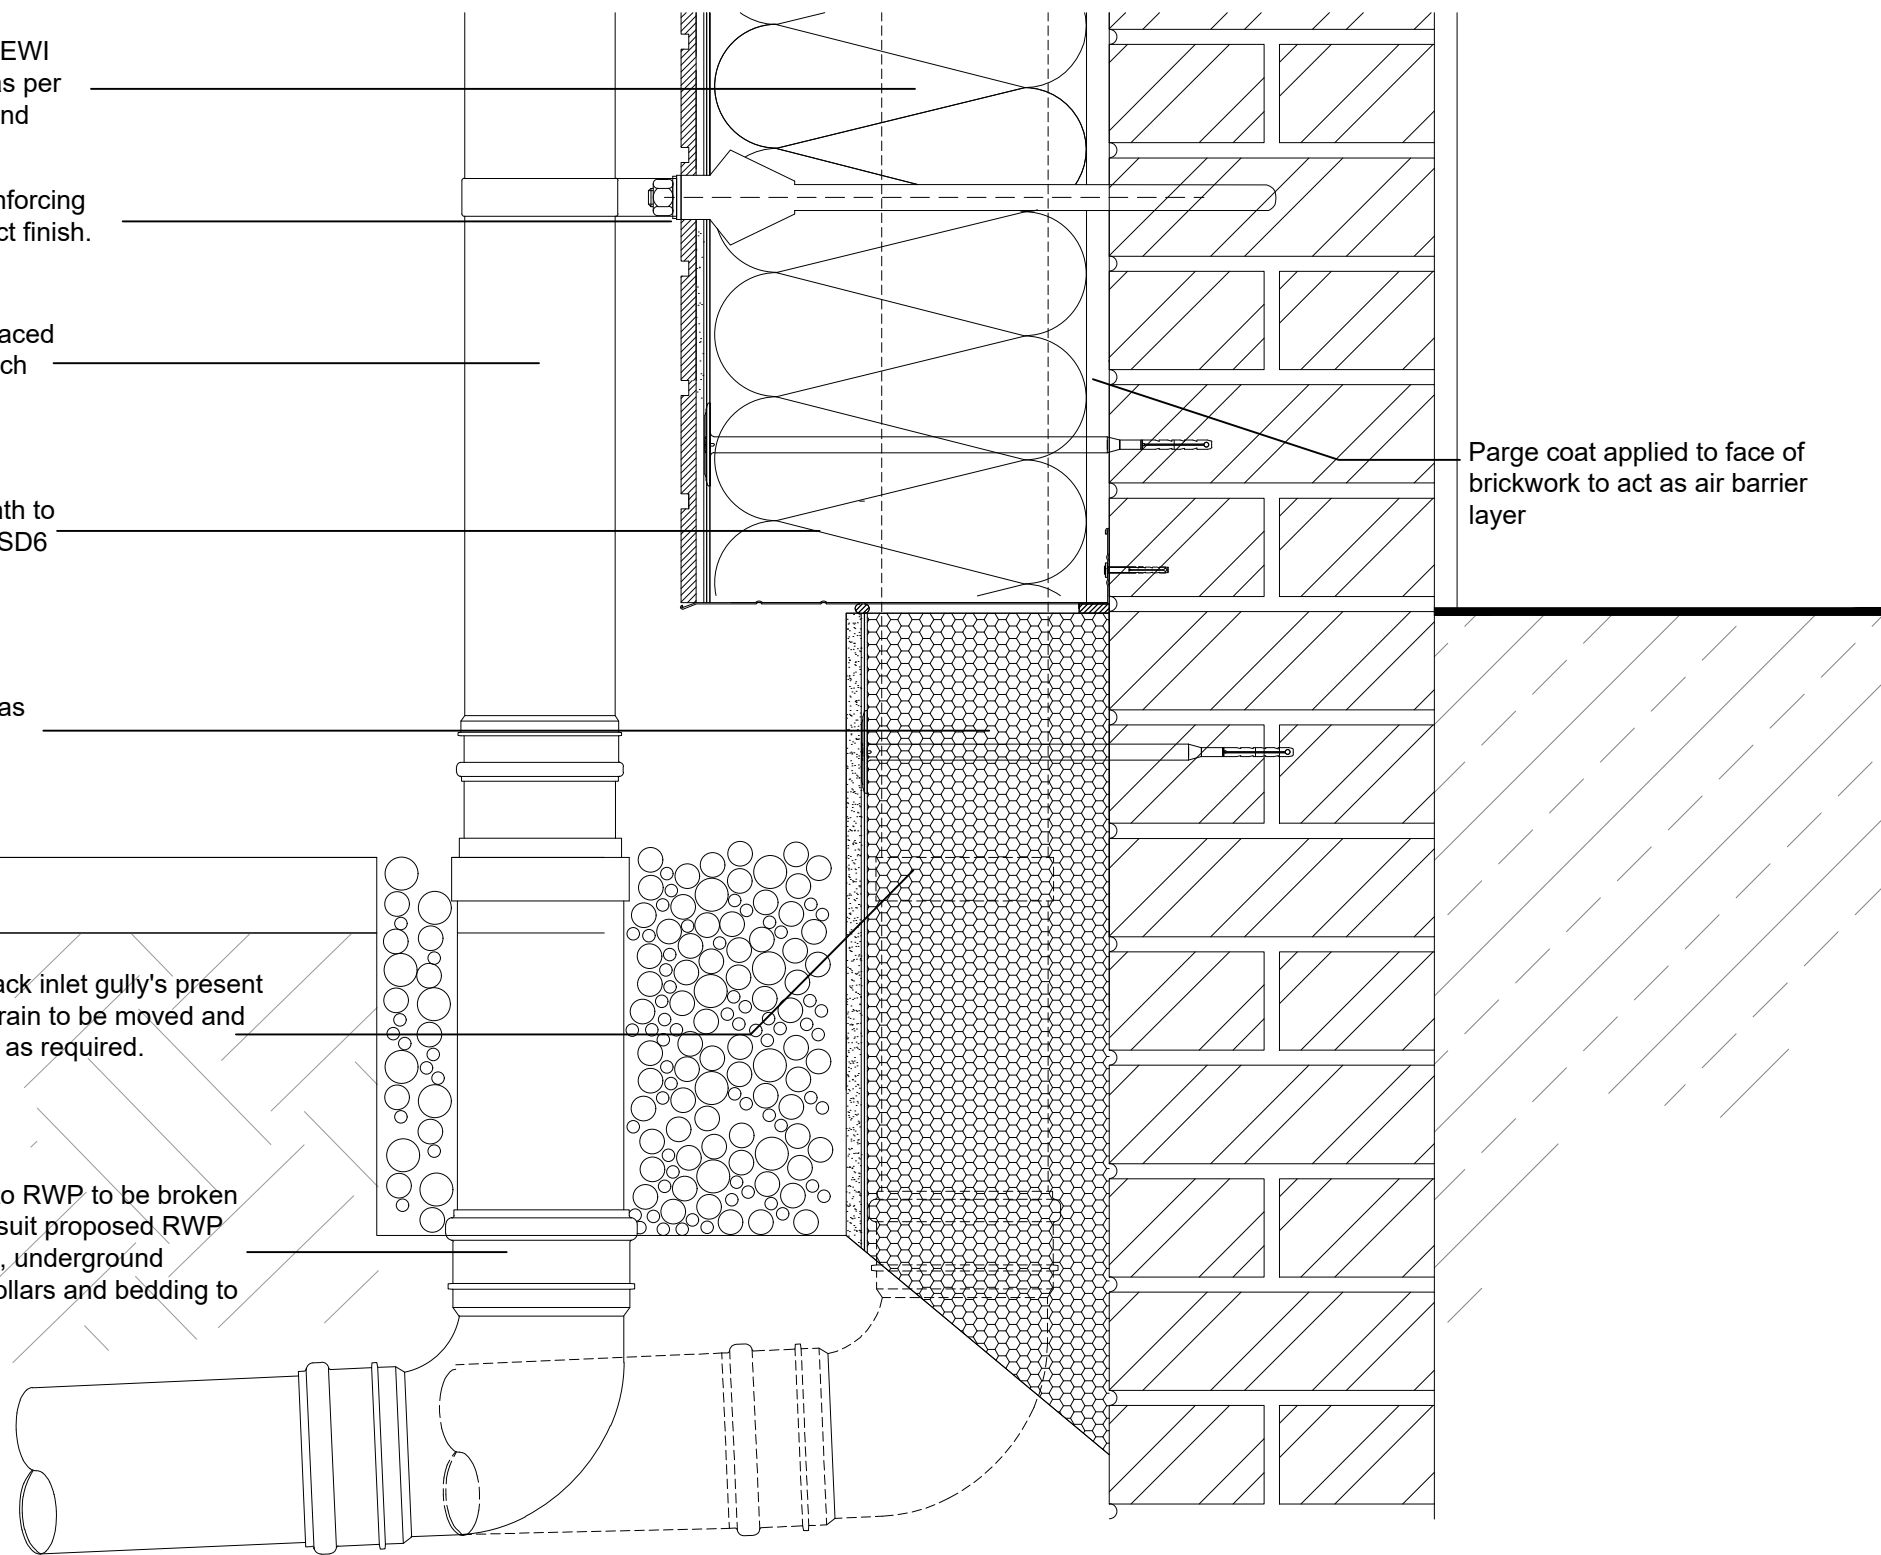 EWI
as per
nd
nforcing
ct finish.
aced
ch
nth to
SD6
as
ack inlet gully's present
rain to be moved and
as required.
o RWP to be broken
suit proposed RWP
, underground
ollars and bedding to
Parge coat applied to face of
brickwork to act as air barrier
layer